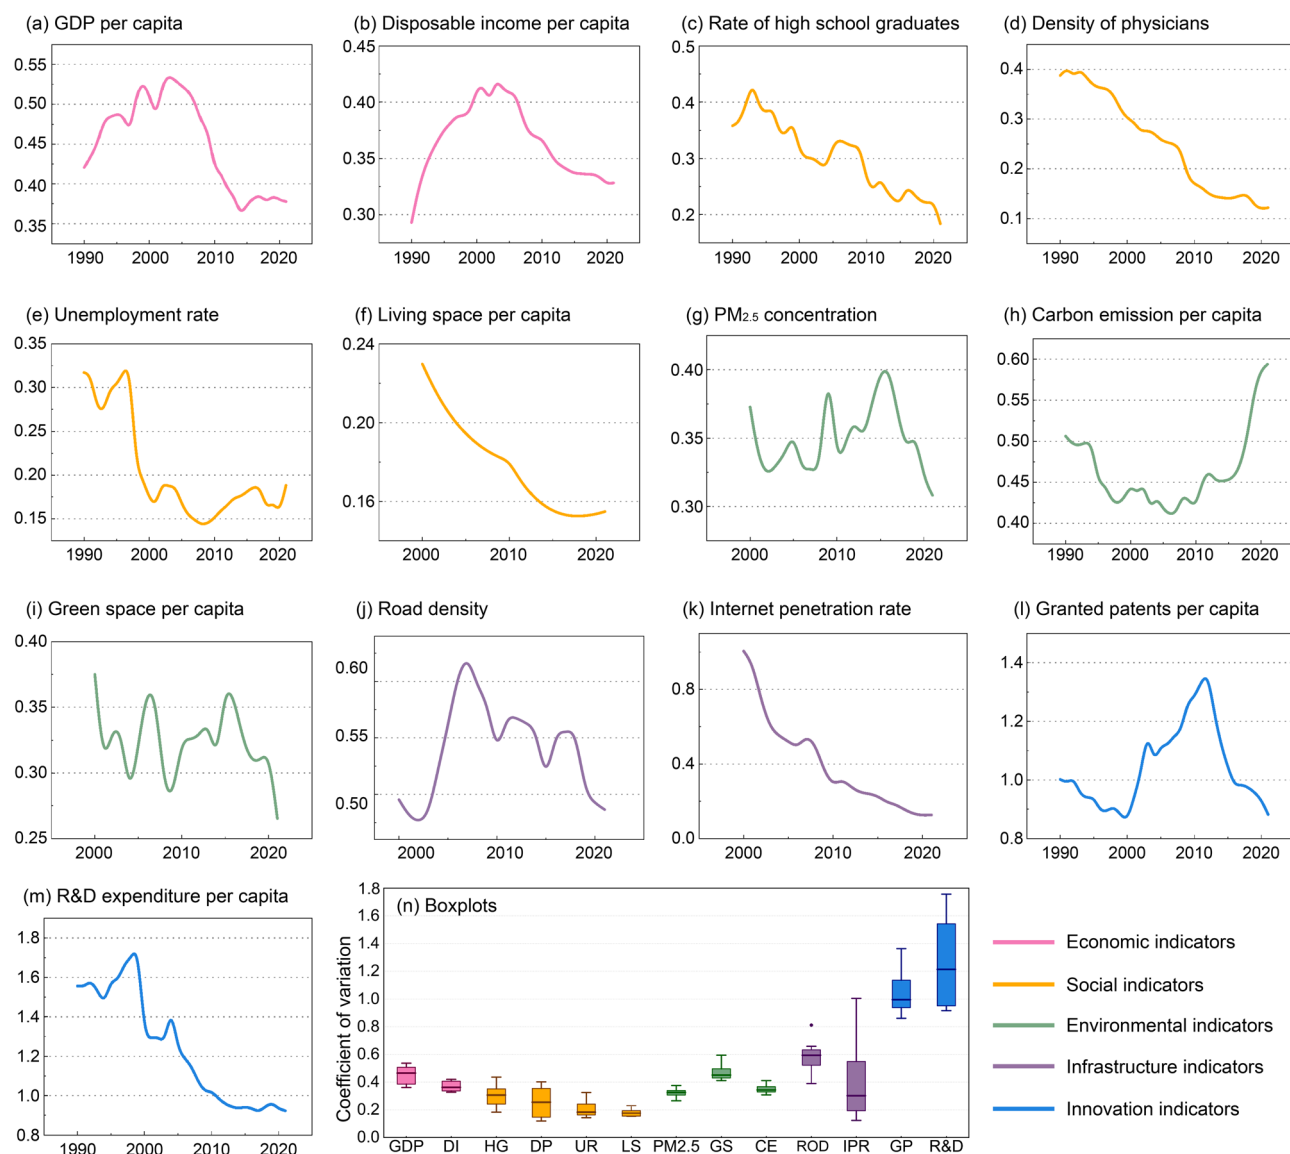 (a) GDP per capita
0.55
0.50
0.45
0.40
0.35
1990 2000 2010 2020
(b) Disposable income per capita
0.45
0.40
0.35
0.30
1990 2000 2010 2020
(c) Rate of high school graduates
0.5
0.4
0.3
0.2
1990 2000 2010 2020
(d) Density of physicians
0.4
0.3
0.2
0.1
1990 2000 2010 2020
(e) Unemployment rate
0.35
0.30
0.25
0.20
0.15
1990 2000 2010 2020
(f) Living space per capita
0.24
0.20
0.16
2000 2010 2020
(g) PM2.5 concentration
0.40
0.35
0.30
2000 2010 2020
(h) Carbon emission per capita
0.60
0.55
0.50
0.45
0.40
1990 2000 2010 2020
(i) Green space per capita
0.40
0.35
0.30
0.25
2000 2010 2020
(j) Road density
0.60
0.55
0.50
2000 2010 2020
(k) Internet penetration rate
0.8
0.4
0.0
2000 2010 2020
(l) Granted patents per capita
1.4
1.2
1.0
0.8
1990 2000 2010 2020
(m) R&D expenditure per capita
1.8
1.6
1.4
1.2
1.0
0.8
1990 2000 2010 2020
(n) Boxplots
Coefficient of variation
1.8
1.6
1.4
1.2
1.0
0.8
0.6
0.4
0.2
0.0
GDP DI HG DP UR LS PM2.5 GS CE ROD IPR GP R&D
Economic indicators
Social indicators
Environmental indicators
Infrastructure indicators
Innovation indicators